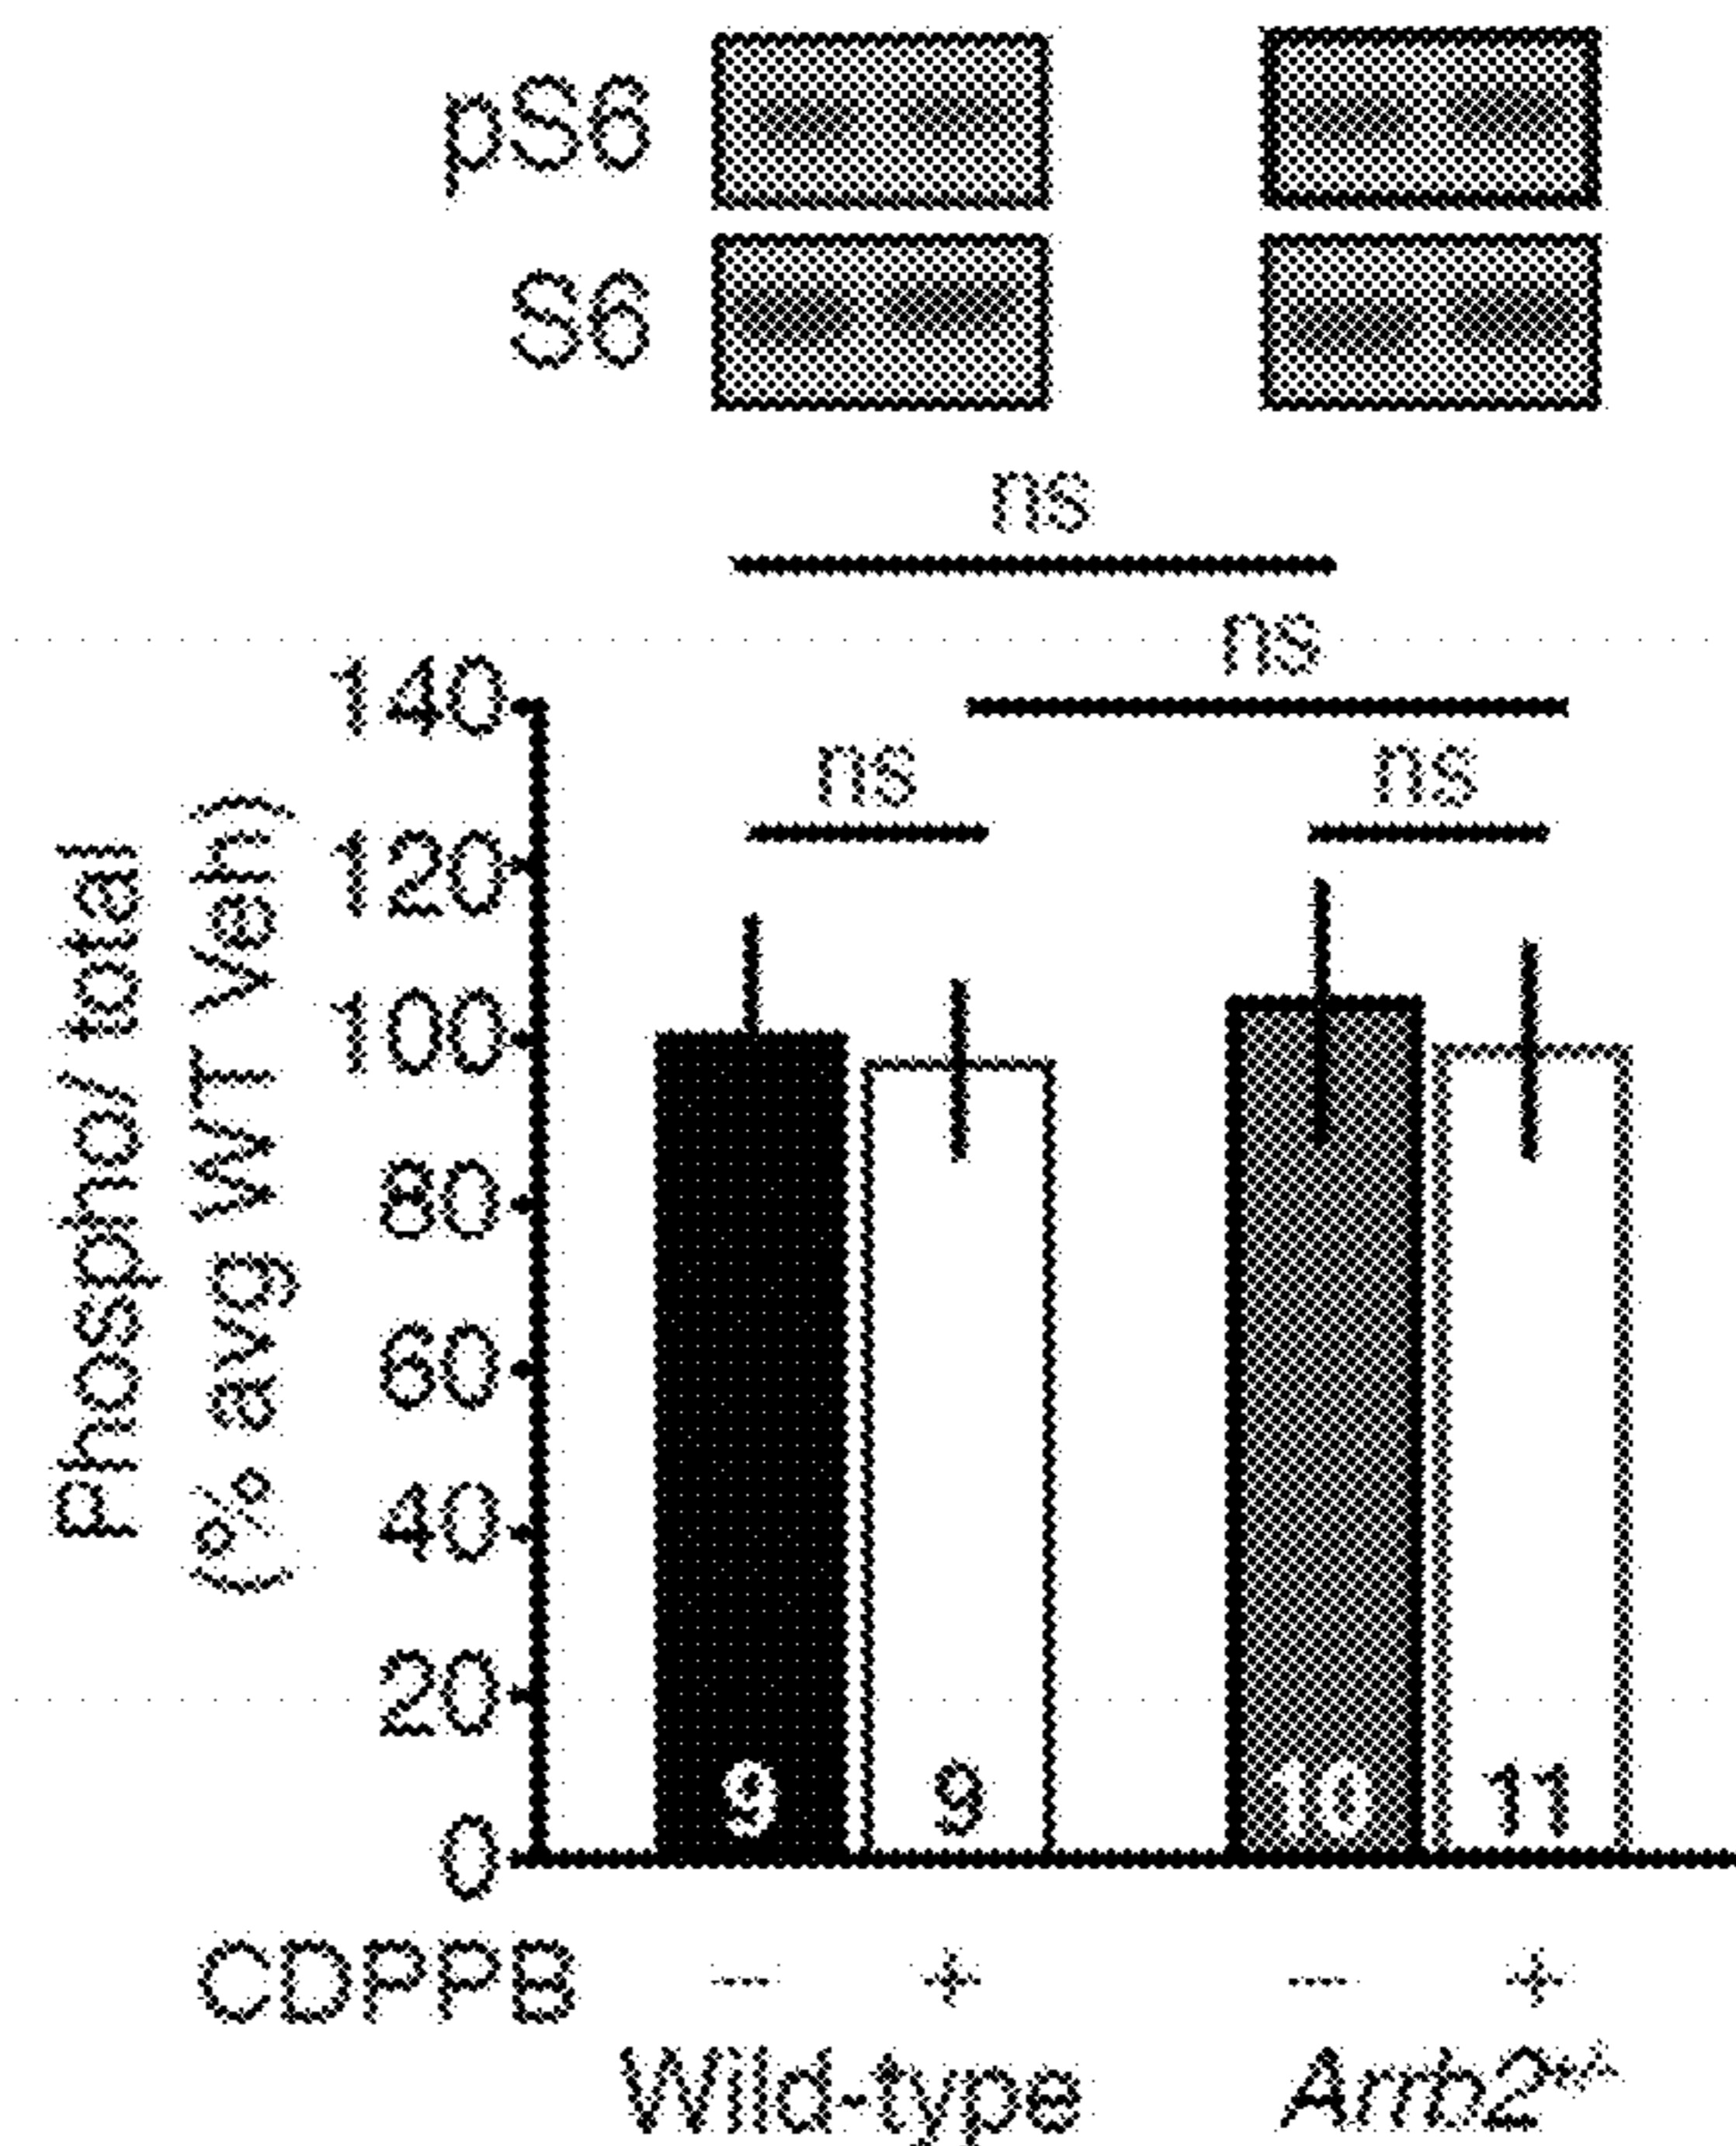 pS6
S6
ns
ns
ns ns
140
120
100
80
60
40
20
0
Phospho/ total
(% avg WT Veh)
9 9 10 11
CDPPB − + − +
Wild-type